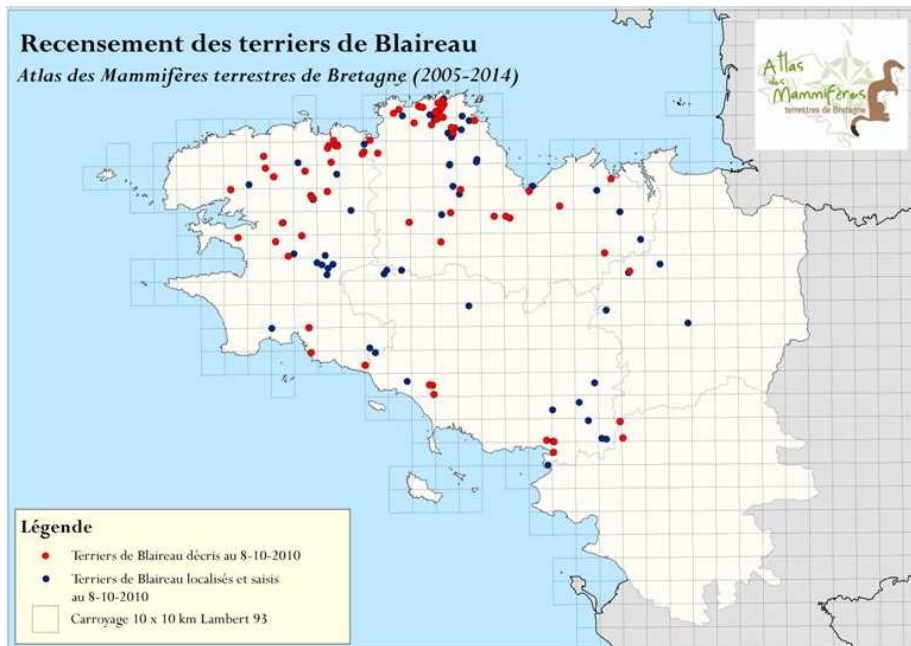 Recensement des terriers de Blaireau
Atlas des Mammifères terrestres de Bretagne (2005-2014)
Atlas
des
Mammifères
terrestres de Bretagne
Légende
Terriers de Blaireau décris au 8-10-2010
Terriers de Blaireau localisés et saisis
au 8-10-2010
Carroyage 10 x 10 km Lambert 93